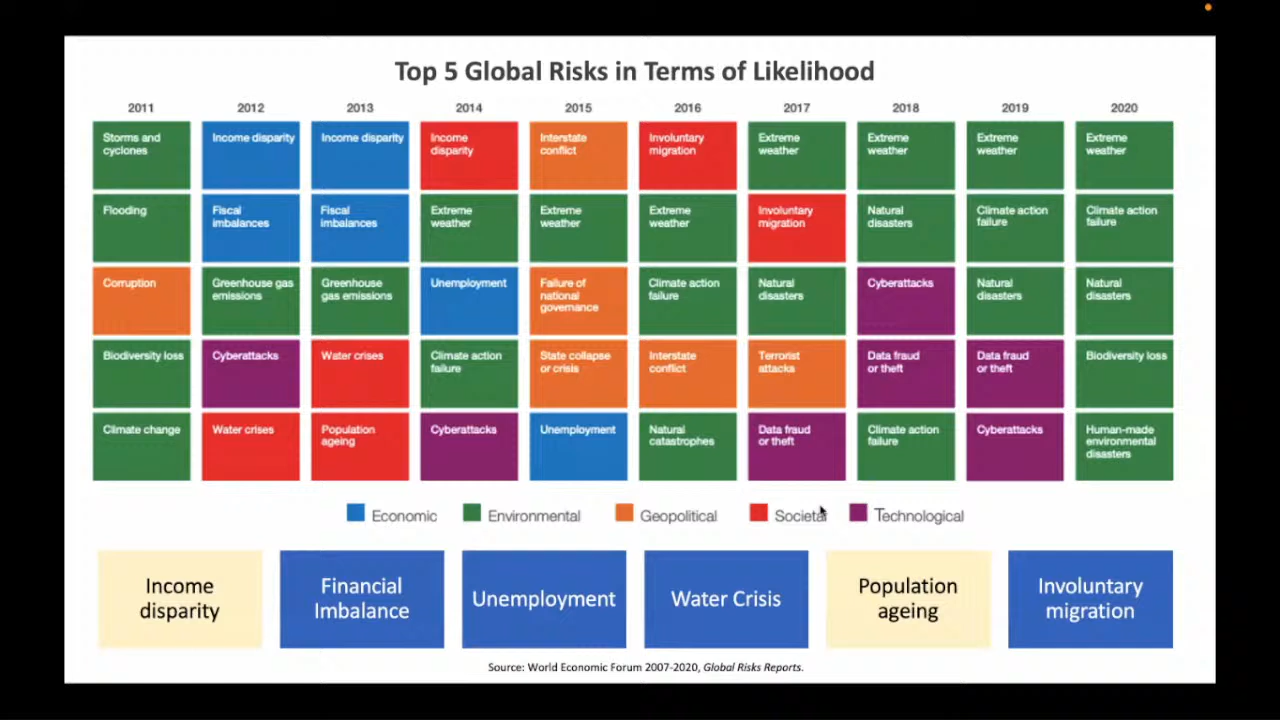 Top 5 Global Risks in Terms of Likelihood
2011 2012 2013 2014 2015 2016 2017 2018 2019 2020
Storms and
cyclones
Income disparity
Income disparity
Income
disparity
Interstate
conflict
Involuntary
migration
Extreme
weather
Extreme
weather
Extreme
weather
Extreme
weather
Flooding
Fiscal
imbalances
Fiscal
imbalances
Extreme
weather
Extreme
weather
Extreme
weather
Involuntary
migration
Natural
disasters
Climate action
failure
Climate action
failure
Corruption
Greenhouse gas
emissions
Greenhouse
gas emissions
Unemployment
Failure of
national
governance
Climate action
failure
Natural
disasters
Cyberattacks
Natural
disasters
Natural
disasters
Biodiversity loss
Cyberattacks
Water crises
Climate action
failure
State collapse
or crisis
Interstate
conflict
Terrorist
attacks
Data fraud
or theft
Data fraud
or theft
Biodiversity loss
Climate change
Water crises
Population
ageing
Cyberattacks
Unemployment
Natural
catastrophes
Data fraud
or theft
Climate action
failure
Cyberattacks
Human-made
environmental
disasters
Economic Environmental Geopolitical Societal Technological
Income
disparity
Financial
Imbalance
Unemployment
Water Crisis
Population
ageing
Involuntary
migration
Source: World Economic Forum 2007-2020, Global Risks Reports.